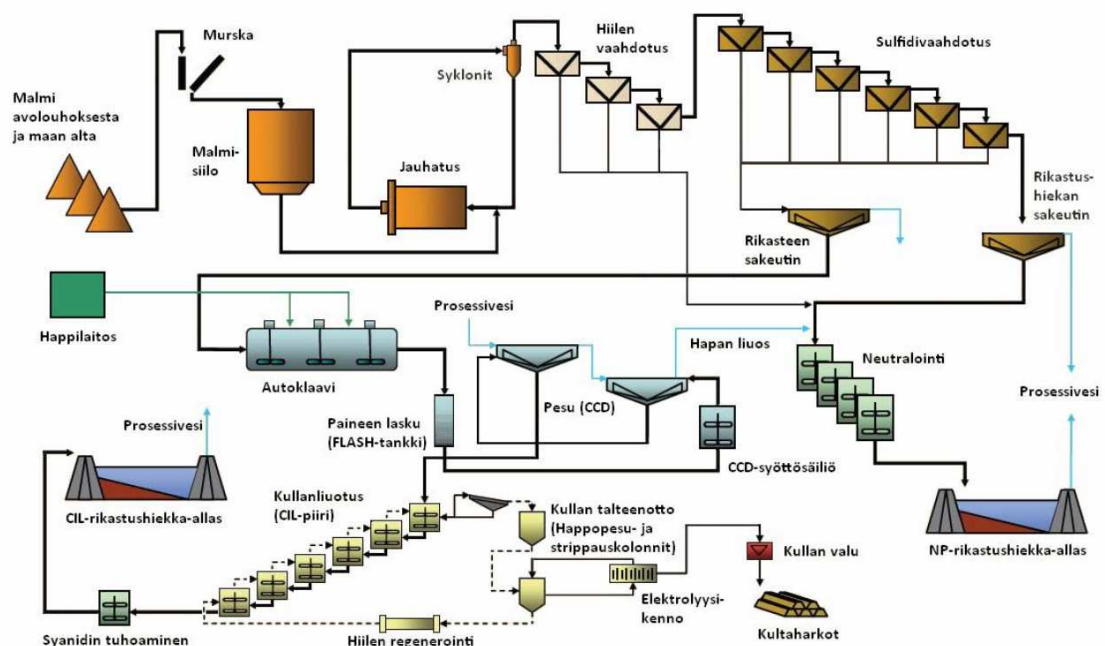 Murska
Hiilen
vaahdotus
Sulfidivaahdotus
Syklonit
Malmi
avolouhoksesta
ja maan alta
Malmi-
siilo
Jauhatus
Rikastus-
hiekan
sakeutin
Rikasteen
sakeutin
Happilaitos
Autoklaavi
Prosessivesi
Hapan liuos
Neutralointi
Prosessivesi
Pesu (CCD)
Paineen lasku
(FLASH-tankki)
CCD-syöttösäiliö
Prosessivesi
CIL-rikastushiekka-allas
Kullanliuotus
(CIL-piiri)
Kullan talteenotto
(Happopesu- ja
strippauskolonnit)
Kullan valu
NP-rikastushiekka-allas
Elektrolyysi-
kenno
Kultaharkot
Syanidin tuhoaminen
Hiilen regenerointi